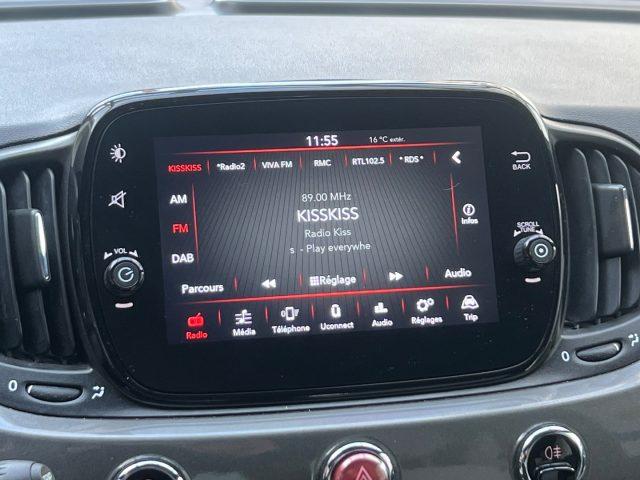 11:55 16 °C extér.
KISSKISS *Radio2 VIVA FM RMC RTL102.5 * RDS *
BACK
AM
89.00 MHz
KISSKISS
FM
Radio Kiss
Infos
s - Play everywhe
SCROLL
TUNE
VOL
DAB
Parcours Réglage Audio
Radio Média Téléphone Uconnect Audio Réglages Trip
0 0